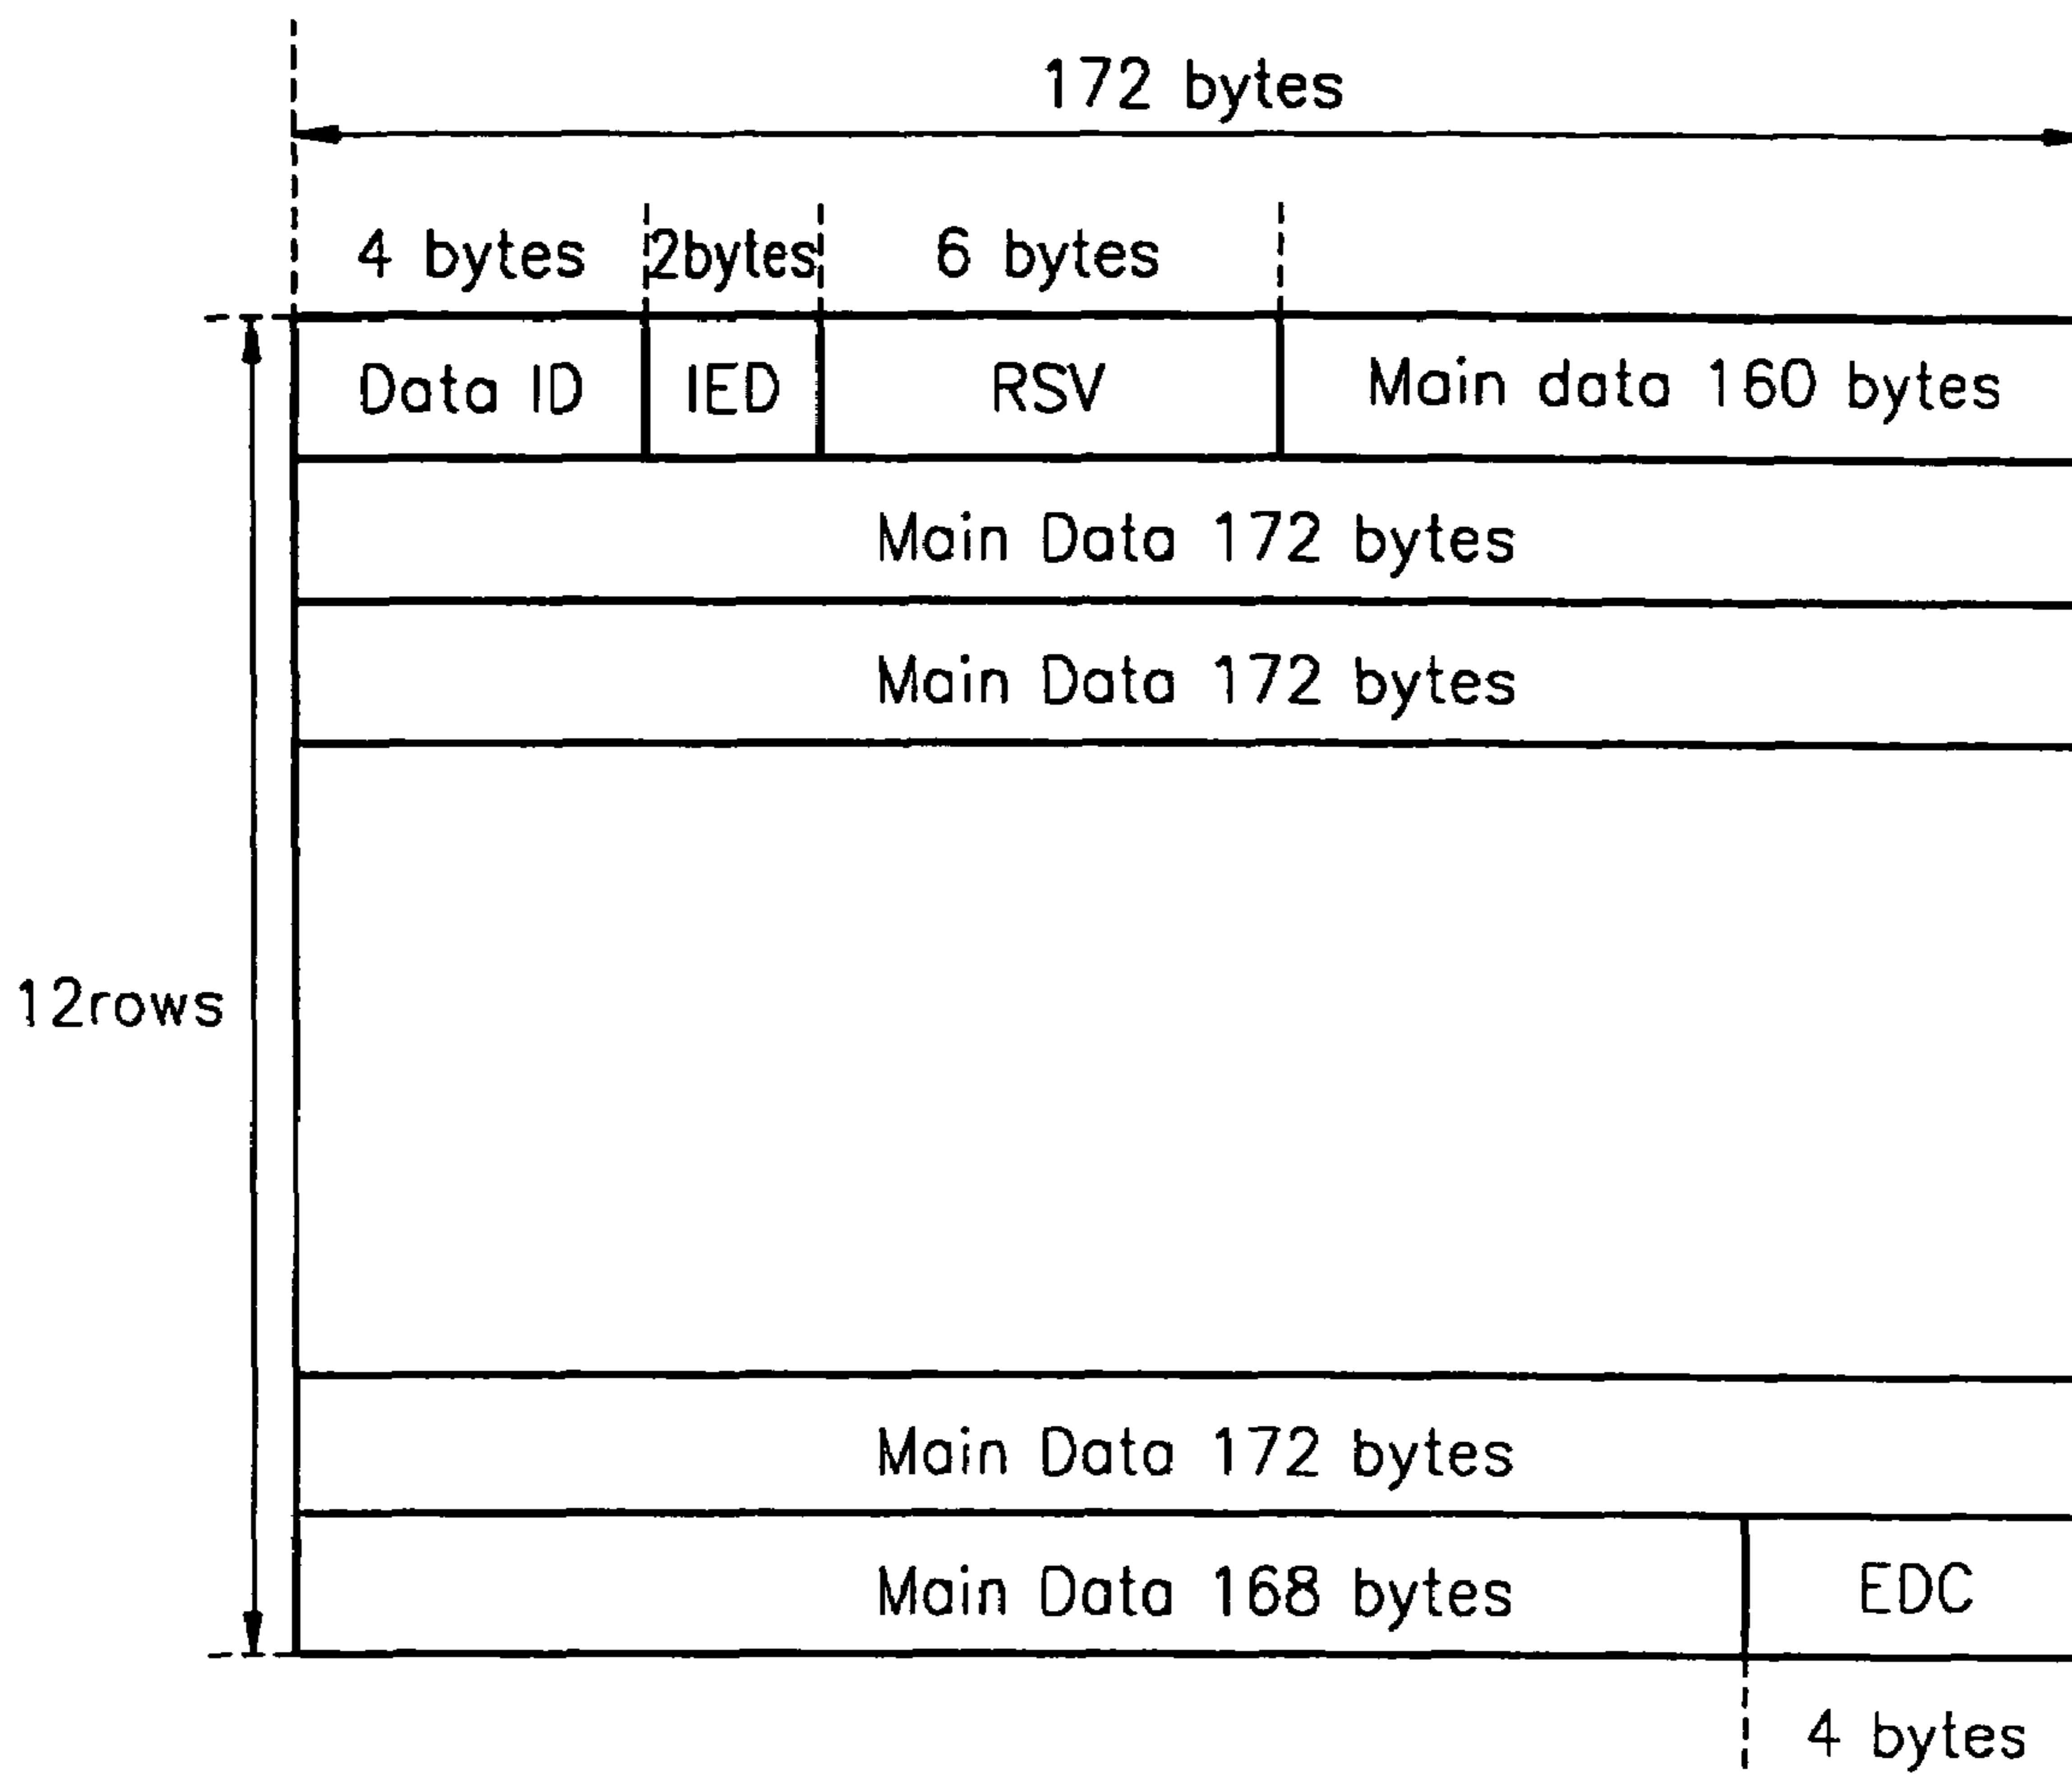 172 bytes
4 bytes 2bytes 6 bytes
Data ID IED RSV Main data 160 bytes
Main Data 172 bytes
Main Data 172 bytes
12rows
Main Data 172 bytes
Main Data 168 bytes EDC
4 bytes